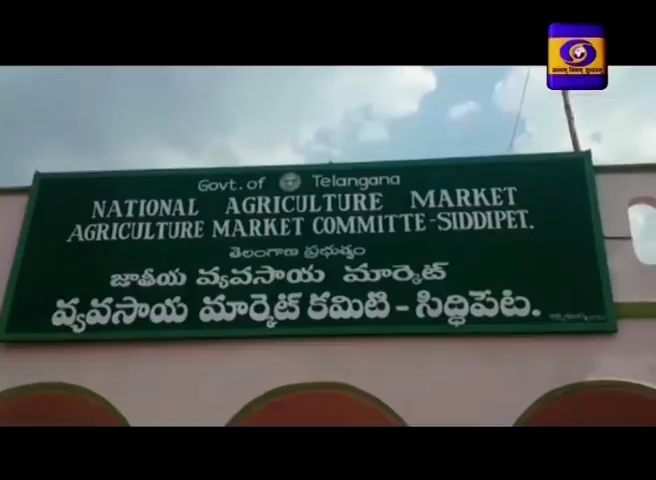 Govt. of Telangana
NATIONAL AGRICULTURE MARKET
AGRICULTURE MARKET COMMITTE-SIDDIPET.
తెలంగాణ ప్రభుత్వం
జాతీయ వ్యవసాయ మార్కెట్
వ్యవసాయ మార్కెట్ కమిటి - సిద్ధిపేట.